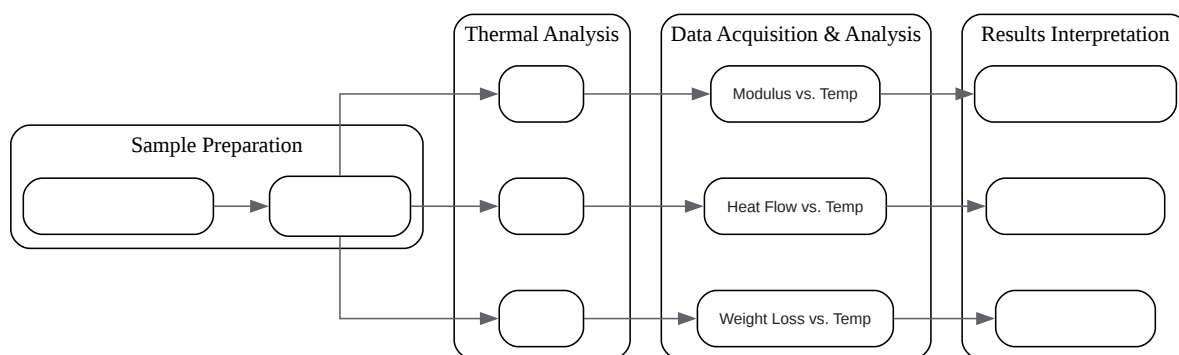 Thermal Analysis
Data Acquisition & Analysis
Results Interpretation
Modulus vs. Temp
Sample Preparation
Heat Flow vs. Temp
Weight Loss vs. Temp